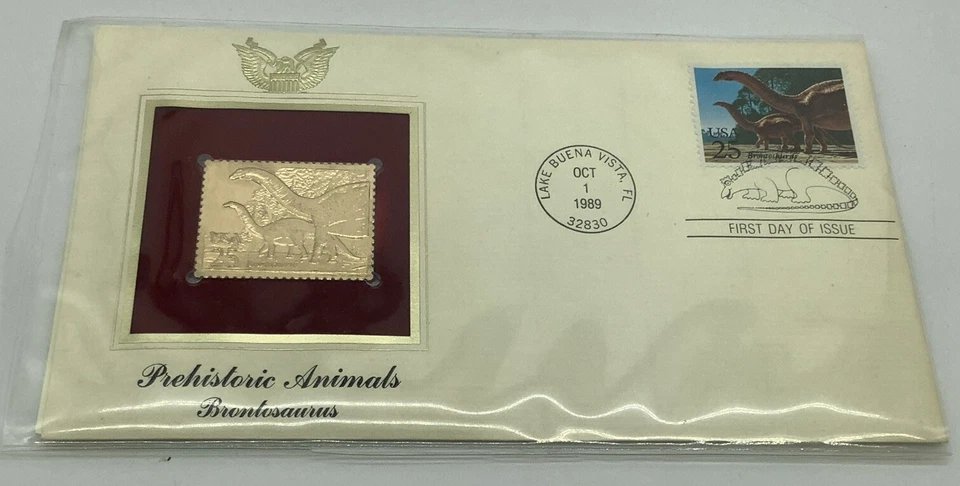 USA
25
Brontosaurus
LAKE BUENA VISTA, FL
OCT
1
1989
32830
FIRST DAY OF ISSUE
Prehistoric Animals
Brontosaurus